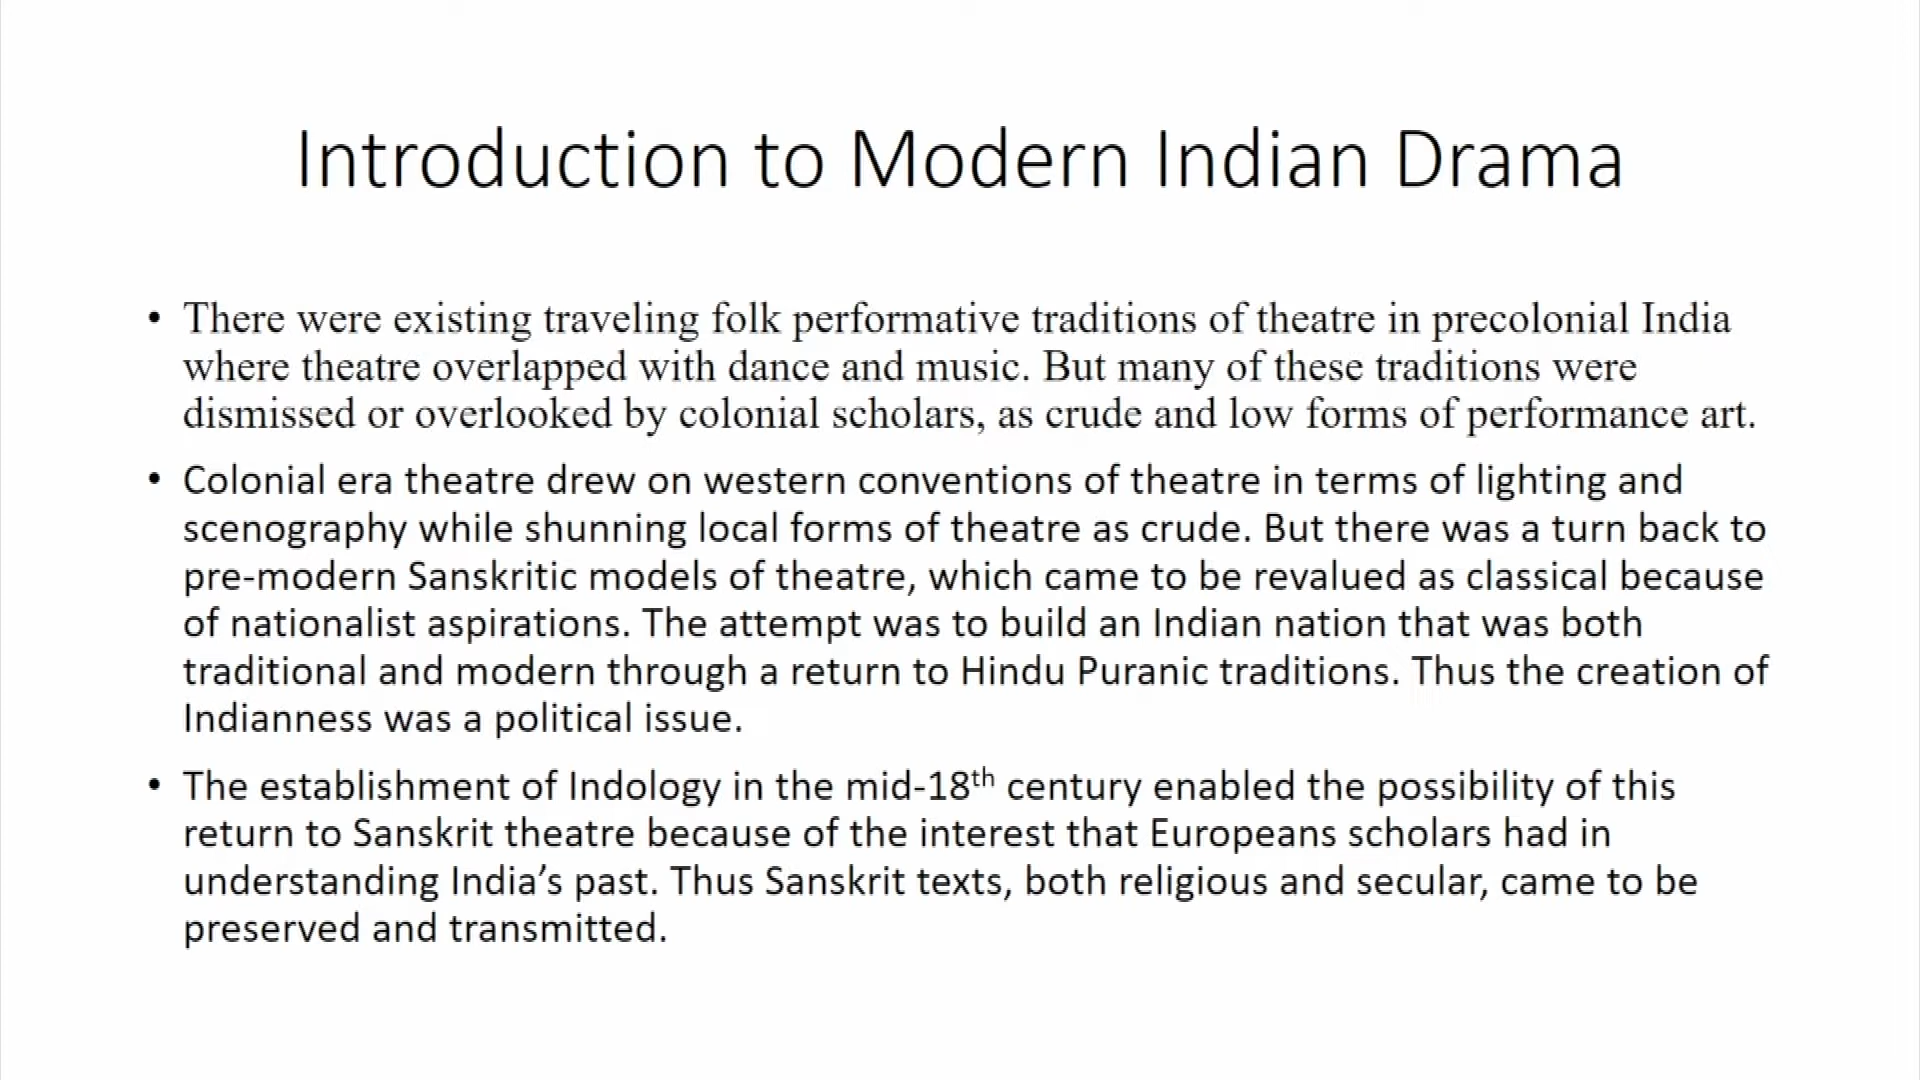 Introduction to Modern Indian Drama
• There were existing traveling folk performative traditions of theatre in precolonial India
where theatre overlapped with dance and music. But many of these traditions were
dismissed or overlooked by colonial scholars, as crude and low forms of performance art.
• Colonial era theatre drew on western conventions of theatre in terms of lighting and
scenography while shunning local forms of theatre as crude. But there was a turn back to
pre-modern Sanskritic models of theatre, which came to be revalued as classical because
of nationalist aspirations. The attempt was to build an Indian nation that was both
traditional and modern through a return to Hindu Puranic traditions. Thus the creation of
Indianness was a political issue.
• The establishment of Indology in the mid-18th century enabled the possibility of this
return to Sanskrit theatre because of the interest that Europeans scholars had in
understanding India’s past. Thus Sanskrit texts, both religious and secular, came to be
preserved and transmitted.